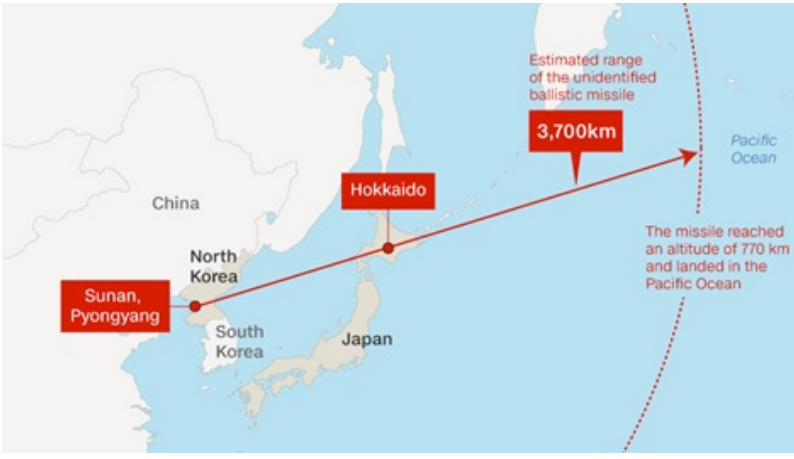 Estimated range
of the unidentified
ballistic missile
3,700km
Pacific
Ocean
Hokkaido
China
North
Korea
The missile reached
an altitude of 770 km
and landed in the
Pacific Ocean
Sunan,
Pyongyang
South
Korea
Japan